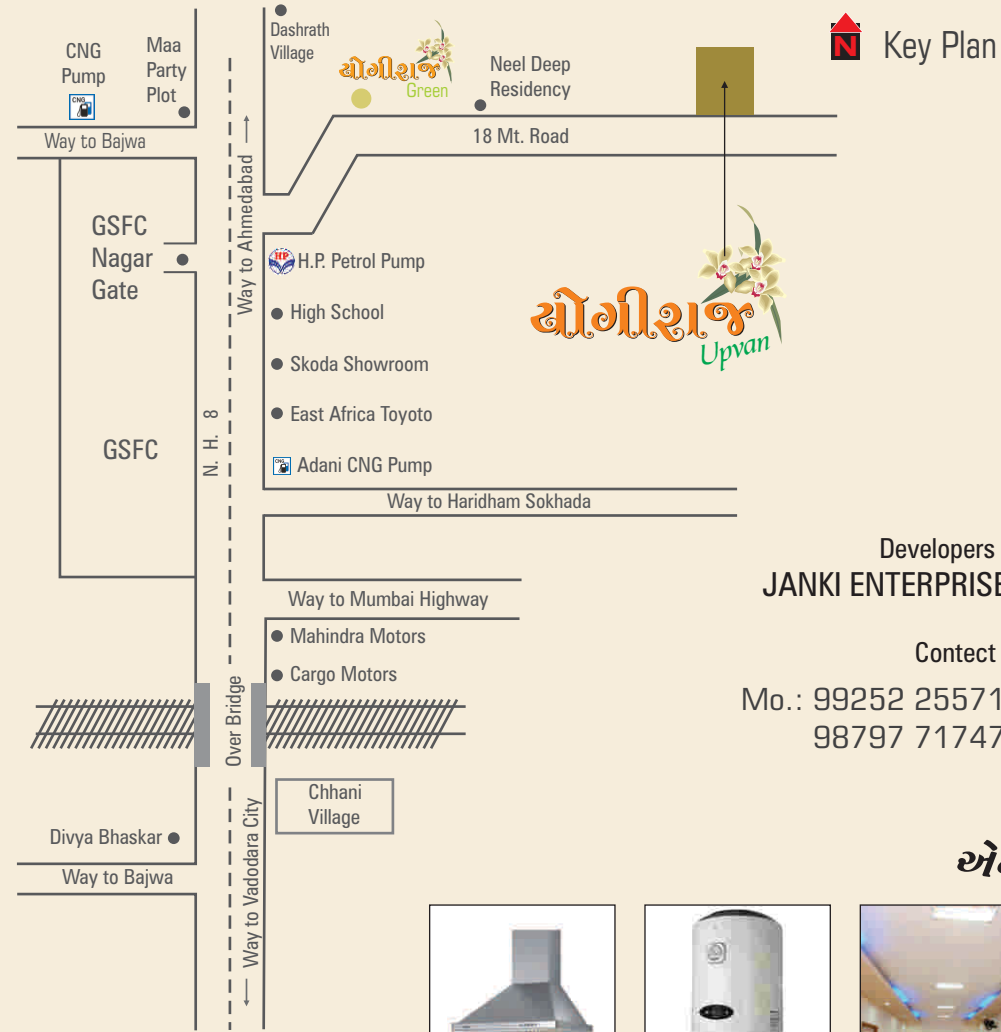 Dashrath
Village
યોગીરાજ
Green
Neel Deep
Residency
N
Key Plan
CNG
Pump
CNG
Maa
Party
Plot
Way to Bajwa
18 Mt. Road
Way to Ahmedabad
GSFC
Nagar
Gate
HP
H.P. Petrol Pump
High School
Skoda Showroom
East Africa Toyoto
CNG
Adani CNG Pump
યોગીરાજ
Upvan
GSFC
N. H. 8
Way to Haridham Sokhada
Way to Mumbai Highway
Mahindra Motors
Cargo Motors
Over Bridge
Chhani
Village
Divya Bhaskar
Way to Bajwa
Way to Vadodara City
Developers
JANKI ENTERPRISE
Contect
Mo.: 99252 25571
98797 71747